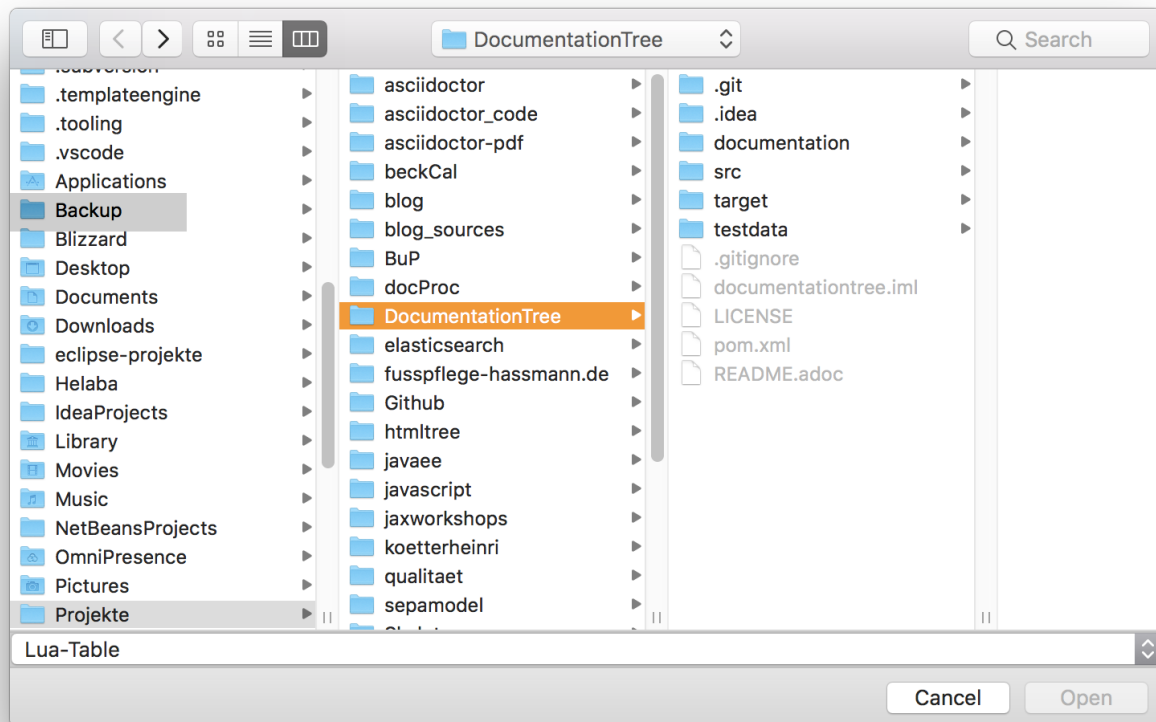 DocumentationTree
Search
.subversion
.templateengine
.tooling
.vscode
Applications
Backup
Blizzard
Desktop
Documents
Downloads
eclipse-projekte
Helaba
IdeaProjects
Library
Movies
Music
NetBeansProjects
OmniPresence
Pictures
Projekte
asciidoctor
asciidoctor_code
asciidoctor-pdf
beckCal
blog
blog_sources
BuP
docProc
DocumentationTree
elasticsearch
fusspflege-hassmann.de
Github
htmltree
javaee
javascript
jaxworkshops
koetterheinri
qualitaet
sepamodel
.git
.idea
documentation
src
target
testdata
.gitignore
documentationtree.iml
LICENSE
pom.xml
README.adoc
Lua-Table
Cancel
Open